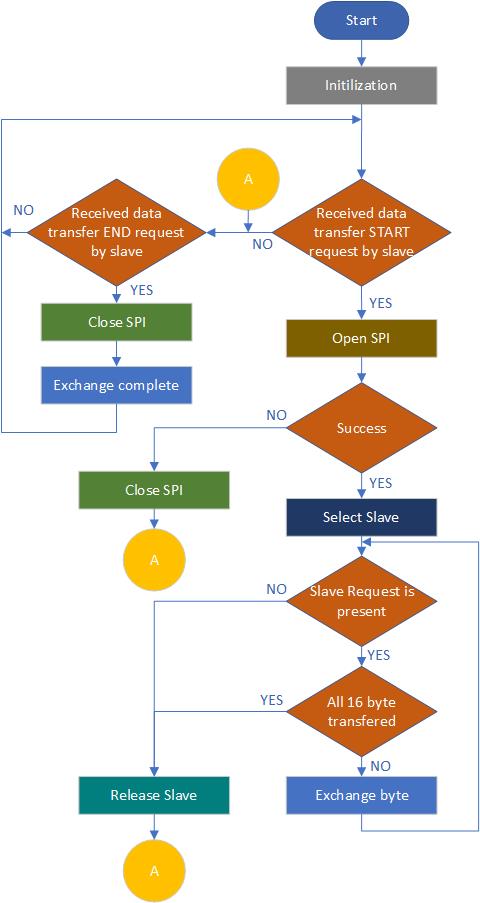 Start
Initilization
A
NO
Received data
transfer END request
by slave
NO
Received data
transfer START
request by slave
YES
YES
Close SPI
Open SPI
Exchange complete
NO
Success
Close SPI
YES
Select Slave
A
NO
Slave Request is
present
YES
YES
All 16 byte
transfered
NO
Release Slave
Exchange byte
A